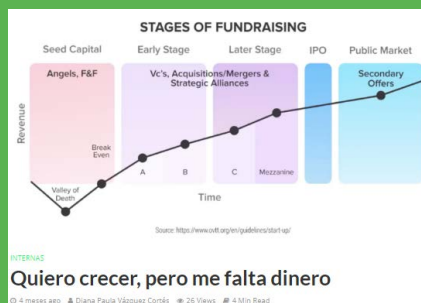 STAGES OF FUNDRAISING
Seed Capital
Early Stage
Later Stage
IPO
Public Market
Angels, F&F
Vc's, Acquisitions/Mergers &
Strategic Alliances
Secondary
Offers
Revenue
Break
Even
Valley of
Death
A
B
C
Mezzanine
Time
Source: https://www.ovtt.org/en/guidelines/start-up/
INTERNAS
Quiero crecer, pero me falta dinero
4 meses ago Diana Paula Vázquez Cortés 26 Views 4 Min Read